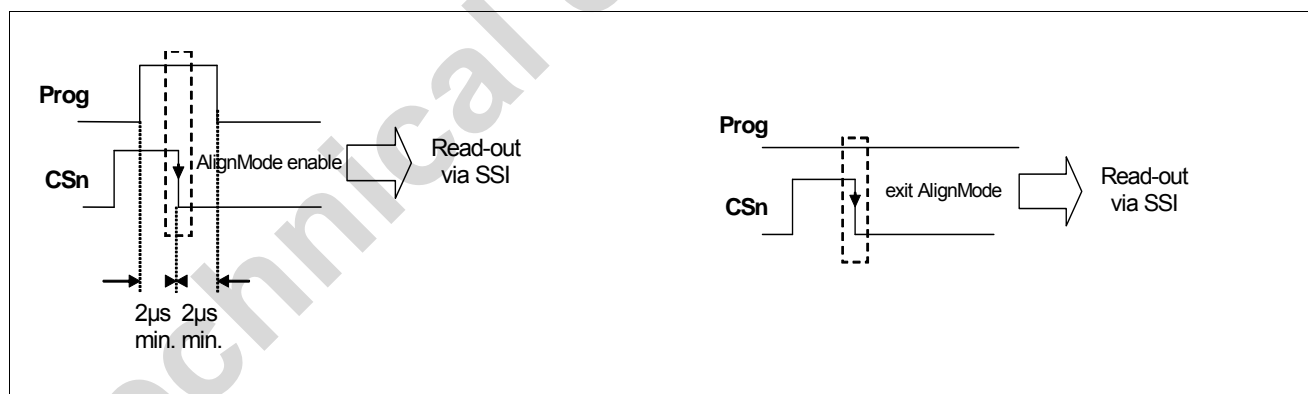 Prog
CSn
AlignMode enable
Read-out
via SSI
2µs 2µs
min. min.
Prog
CSn
exit AlignMode
Read-out
via SSI